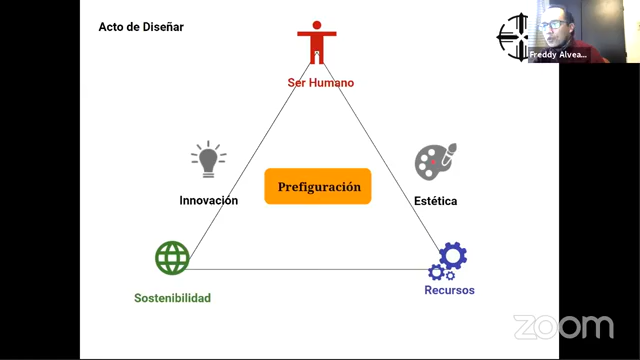 Acto de Diseñar
Freddy Alvea...
Ser Humano
Innovación
Prefiguración
Estética
Sostenibilidad
Recursos
zoom